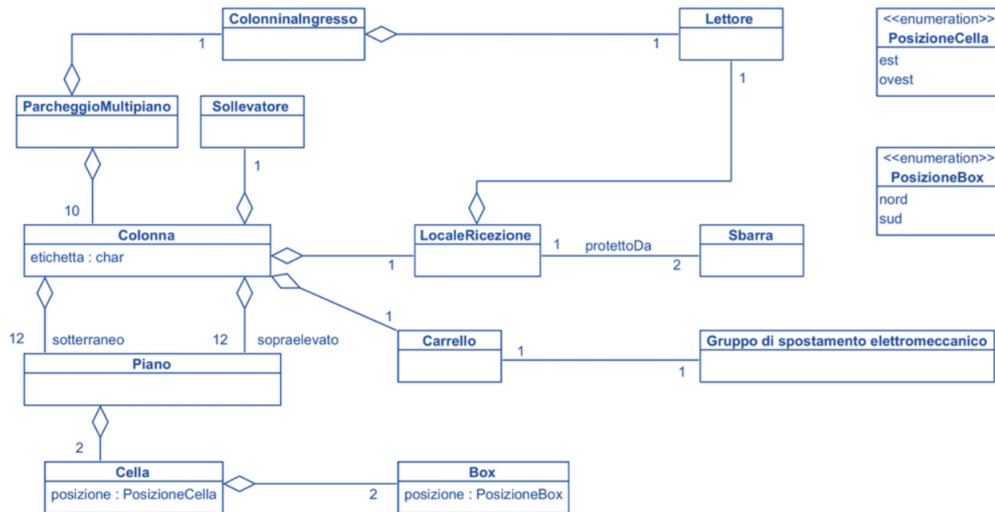 ColonninaIngresso
1
1
Lettore
1
<<enumeration>>
PosizioneCella
est
ovest
ParcheggioMultipiano
10
Sollevatore
1
<<enumeration>>
PosizioneBox
nord
sud
Colonna
etichetta : char
1
LocaleRicezione
1
protettoDa
2
Sbarra
12
sotterraneo
12
sopraelevato
1
Carrello
1
1
Gruppo di spostamento elettromeccanico
Piano
2
Cella
posizione : PosizioneCella
2
Box
posizione : PosizioneBox